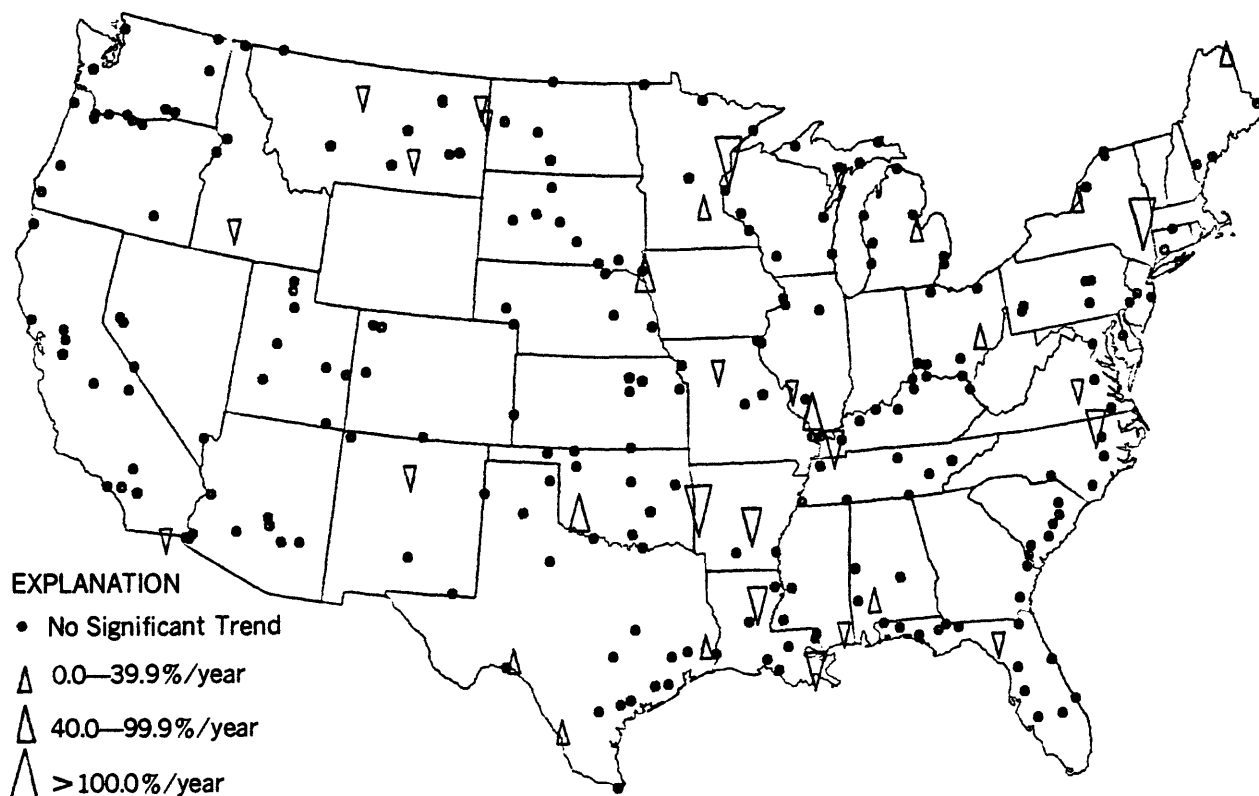 EXPLANATION
No Significant Trend
0.0—39.9%/year
40.0—99.9%/year
>100.0%/year